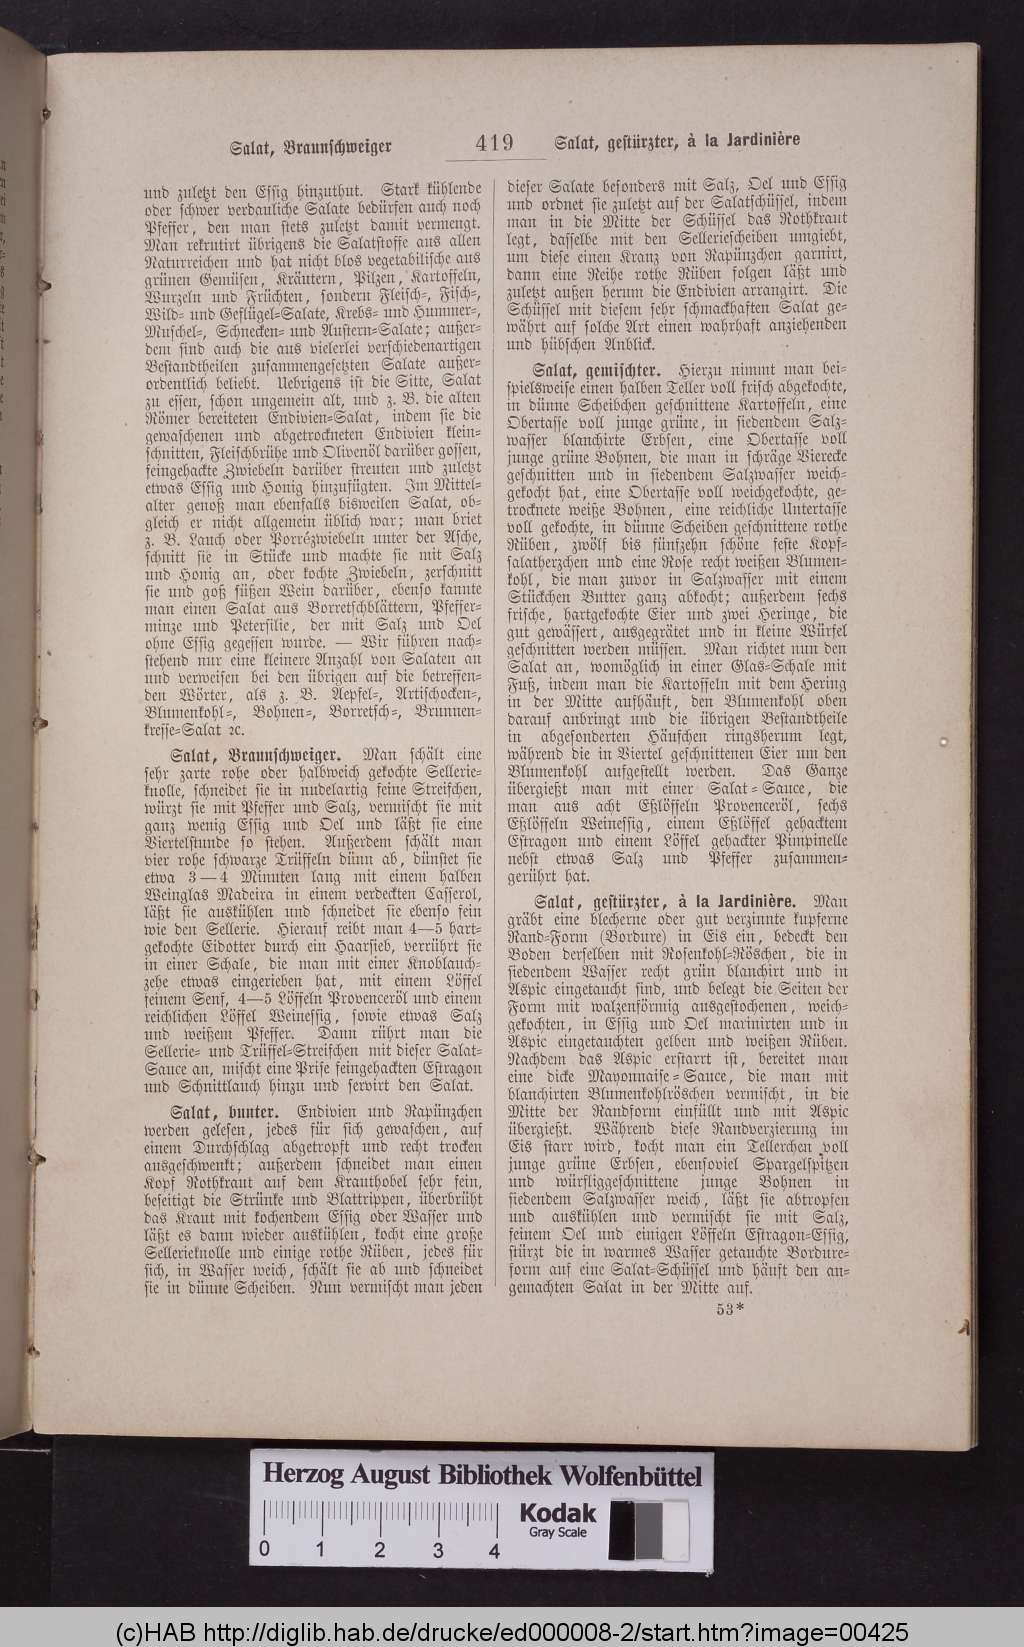 Salat, Braunschweiger
419
Salat, gestürzter, à la Jardinière
und zuletzt den Essig hinzuthut. Stark kühlende
oder schwer verdauliche Salate bedürfen auch noch
Pfeffer, den man stets zuletzt damit vermengt.
Man rekrutirt übrigens die Salatstoffe aus allen
Naturreichen und hat nicht blos vegetabilische aus
grünen Gemüsen, Kräutern, Pilzen, Kartoffeln,
Wurzeln und Früchten, sondern Fleisch-, Fisch-,
Wild- und Geflügel-Salate, Krebs- und Hummer-,
Muschel-, Schnecken- und Austern-Salate; außer-
dem sind auch die aus vielerlei verschiedenartigen
Bestandtheilen zusammengesetzten Salate außer-
ordentlich beliebt. Uebrigens ist die Sitte, Salat
zu essen, schon ungemein alt, und z. B. die alten
Römer bereiteten Endivien-Salat, indem sie die
gewaschenen und abgetrockneten Endivien klein-
schnitten, Fleischbrühe und Olivenöl darüber gossen,
feingehackte Zwiebeln darüber streuten und zuletzt
etwas Essig und Honig hinzufügten. Im Mittel-
alter genoß man ebenfalls bisweilen Salat, ob-
gleich er nicht allgemein üblich war; man briet
z. B. Lauch oder Porrézwiebeln unter der Asche,
schnitt sie in Stücke und machte sie mit Salz
und Honig an, oder kochte Zwiebeln, zerschnitt
sie und goß süßen Wein darüber, ebenso kannte
man einen Salat aus Borretschblättern, Pfeffer-
minze und Petersilie, der mit Salz und Oel
ohne Essig gegessen wurde. — Wir führen nach-
stehend nur eine kleinere Anzahl von Salaten an
und verweisen bei den übrigen auf die betreffen-
den Wörter, als z. B. Aepfel-, Artischocken-,
Blumenkohl-, Bohnen-, Borretsch-, Brunnen-
kresse-Salat ꝛc.
Salat, Braunschweiger. Man schält eine
sehr zarte rohe oder halbweich gekochte Sellerie-
knolle, schneidet sie in nudelartig feine Streifchen,
würzt sie mit Pfeffer und Salz, vermischt sie mit
ganz wenig Essig und Oel und läßt sie eine
Viertelstunde so stehen. Außerdem schält man
vier rohe schwarze Trüffeln dünn ab, dünstet sie
etwa 3—4 Minuten lang mit einem halben
Weinglas Madeira in einem verdeckten Casserol,
läßt sie auskühlen und schneidet sie ebenso fein
wie den Sellerie. Hierauf reibt man 4—5 hart-
gekochte Eidotter durch ein Haarsieb, verrührt sie
in einer Schale, die man mit einer Knoblauch-
zehe etwas eingerieben hat, mit einem Löffel
feinem Senf, 4—5 Löffeln Provenceröl und einem
reichlichen Löffel Weinessig, sowie etwas Salz
und weißem Pfeffer. Dann rührt man die
Sellerie- und Trüffel-Streifchen mit dieser Salat-
Sauce an, mischt eine Prise feingehackten Estragon
und Schnittlauch hinzu und servirt den Salat.
Salat, bunter. Endivien und Rapünzchen
werden gelesen, jedes für sich gewaschen, auf
einem Durchschlag abgetropft und recht trocken
ausgeschwenkt; außerdem schneidet man einen
Kopf Rothkraut auf dem Krauthobel sehr fein,
beseitigt die Strünke und Blattrippen, überbrüht
das Kraut mit kochendem Essig oder Wasser und
läßt es dann wieder auskühlen, kocht eine große
Sellerieknolle und einige rothe Rüben, jedes für
sich, in Wasser weich, schält sie ab und schneidet
sie in dünne Scheiben. Nun vermischt man jeden
dieser Salate besonders mit Salz, Oel und Essig
und ordnet sie zuletzt auf der Salatschüssel, indem
man in die Mitte der Schüssel das Rothkraut
legt, dasselbe mit den Selleriescheiben umgiebt,
um diese einen Kranz von Rapünzchen garnirt,
dann eine Reihe rothe Rüben folgen läßt und
zuletzt außen herum die Endivien arrangirt. Die
Schüssel mit diesem sehr schmackhaften Salat ge-
währt auf solche Art einen wahrhaft anziehenden
und hübschen Anblick.
Salat, gemischter. Hierzu nimmt man bei-
spielsweise einen halben Teller voll frisch abgekochte,
in dünne Scheibchen geschnittene Kartoffeln, eine
Obertasse voll junge grüne, in siedendem Salz-
wasser blanchirte Erbsen, eine Obertasse voll
junge grüne Bohnen, die man in schräge Vierecke
geschnitten und in siedendem Salzwasser weich-
gekocht hat, eine Obertasse voll weichgekochte, ge-
trocknete weiße Bohnen, eine reichliche Untertasse
voll gekochte, in dünne Scheiben geschnittene rothe
Rüben, zwölf bis fünfzehn schöne feste Kopf-
salatherzchen und eine Rose recht weißen Blumen-
kohl, die man zuvor in Salzwasser mit einem
Stückchen Butter ganz abkocht; außerdem sechs
frische, hartgekochte Eier und zwei Heringe, die
gut gewässert, ausgegrätet und in kleine Würfel
geschnitten werden müssen. Man richtet nun den
Salat an, womöglich in einer Glas-Schale mit
Fuß, indem man die Kartoffeln mit dem Hering
in der Mitte aufhäuft, den Blumenkohl oben
darauf anbringt und die übrigen Bestandtheile
in abgesonderten Häufchen ringsherum legt,
während die in Viertel geschnittenen Eier um den
Blumenkohl aufgestellt werden. Das Ganze
übergießt man mit einer Salat-Sauce, die
man aus acht Eßlöffeln Provenceröl, sechs
Eßlöffeln Weinessig, einem Eßlöffel gehacktem
Estragon und einem Löffel gehackter Pimpinelle
nebst etwas Salz und Pfeffer zusammen-
gerührt hat.
Salat, gestürzter, à la Jardinière. Man
gräbt eine blecherne oder gut verzinnte kupferne
Rand-Form (Bordure) in Eis ein, bedeckt den
Boden derselben mit Rosenkohl-Röschen, die in
siedendem Wasser recht grün blanchirt und in
Aspic eingetaucht sind, und belegt die Seiten der
Form mit walzenförmig ausgestochenen, weich-
gekochten, in Essig und Oel marinirten und in
Aspic eingetauchten gelben und weißen Rüben.
Nachdem das Aspic erstarrt ist, bereitet man
eine dicke Mayonnaise-Sauce, die man mit
blanchirten Blumenkohlröschen vermischt, in die
Mitte der Randform einfüllt und mit Aspic
übergießt. Während diese Randverzierung im
Eis starr wird, kocht man ein Tellerchen voll
junge grüne Erbsen, ebensoviel Spargelspitzen
und würfliggeschnittene junge Bohnen in
siedendem Salzwasser weich, läßt sie abtropfen
und auskühlen und vermischt sie mit Salz,
feinem Oel und einigen Löffeln Estragon-Essig,
stürzt die in warmes Wasser getauchte Bordure-
form auf eine Salat-Schüssel und häuft den an-
gemachten Salat in der Mitte auf.
53*
Herzog August Bibliothek Wolfenbüttel
0 1 2 3 4
Kodak
Gray Scale
(c)HAB http://diglib.hab.de/drucke/ed000008-2/start.htm?image=00425